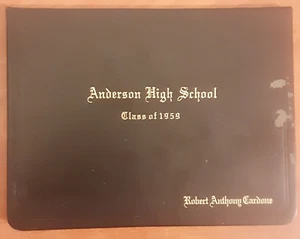 Anderson High School
Class of 1959
Robert Anthony Cardone